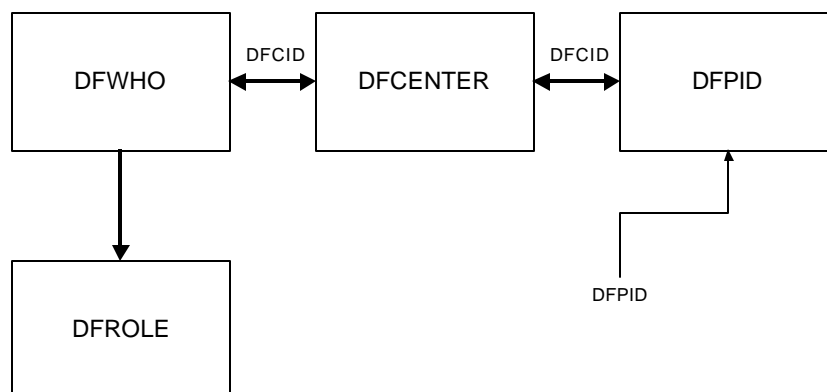 DFCID
DFCID
DFWHO
DFCENTER
DFPID
DFPID
DFROLE